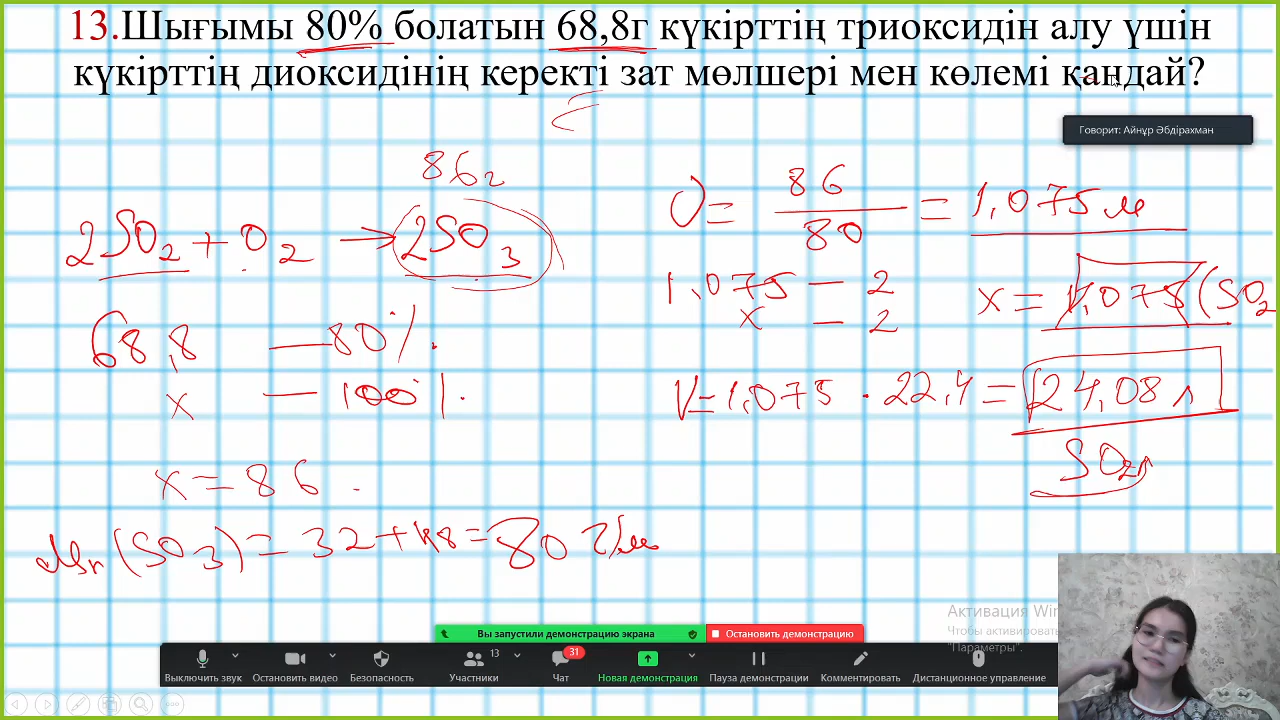 13.Шығымы 80% болатын 68,8г күкірттің триоксидін алу үшін
күкірттің диоксидінің керекті зат мөлшері мен көлемі қандай?
Говорит: Айнұр Әбдірахман
86г
2SO₂ + O₂ → 2SO₃
68,8 — 80%.
x — 100%.
x = 86.
Mr(SO₃) = 32 + 48 = 80 г/м
υ = 86/80 = 1,075 м
1,075 — 2
x — 2
x = 1,075 (SO₂
V = 1,075 · 22,4 = 24,08 л
SO₂
Активация Win
Чтобы активировать
"Параметры".
Вы запустили демонстрацию экрана
Остановить демонстрацию
13
31
Выключить звук
Остановить видео
Безопасность
Участники
Чат
Новая демонстрация
Пауза демонстрации
Комментировать
Дистанционное управление